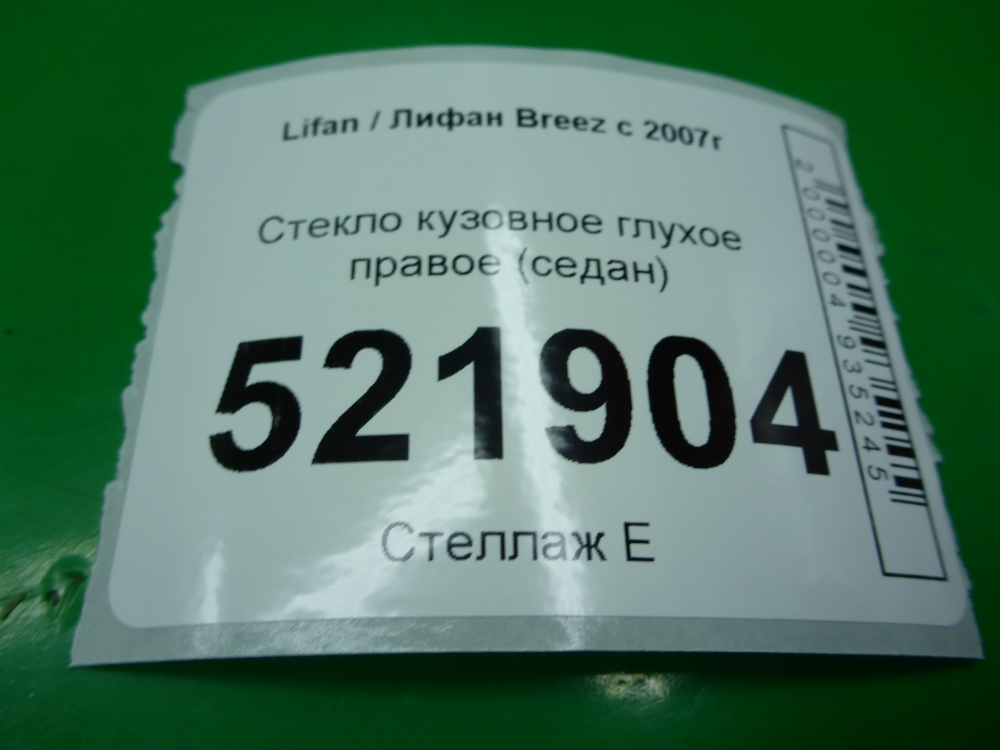 Lifan / Лифан Breez с 2007г
Стекло кузовное глухое
правое (седан)
521904
Стеллаж Е
2000004935245